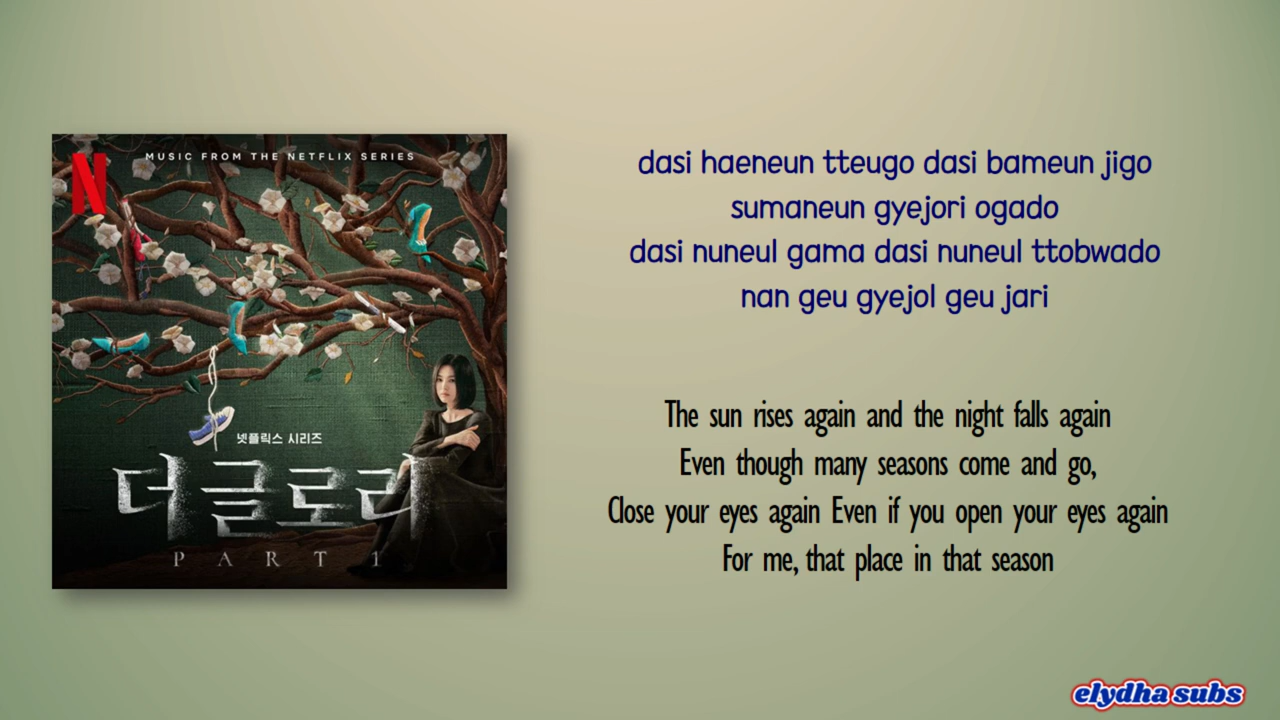 MUSIC FROM THE NETFLIX SERIES
N
넷플릭스 시리즈
더 글로리
PART 1
dasi haeneun tteugo dasi bameun jigo
sumaneun gyejori ogado
dasi nuneul gama dasi nuneul ttobwado
nan geu gyejol geu jari
The sun rises again and the night falls again
Even though many seasons come and go,
Close your eyes again Even if you open your eyes again
For me, that place in that season
elydha subs